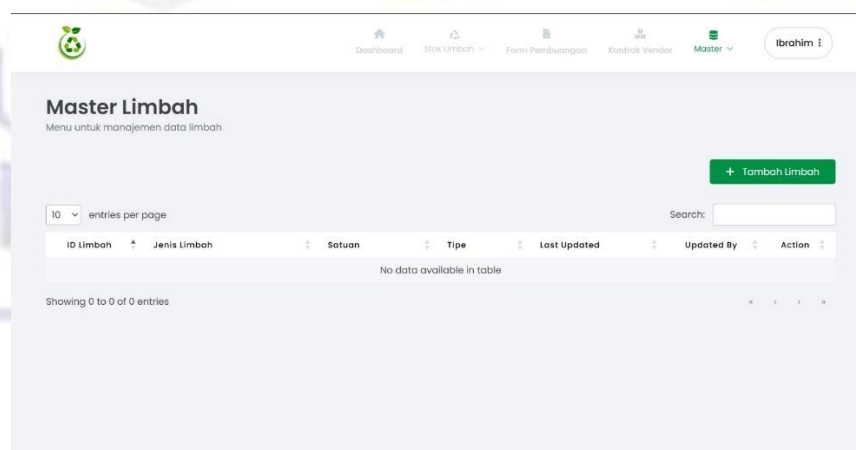 Dashboard Stok Limbah Form Pembuangan Kontrak Vendor Master Ibrahim
Master Limbah
Menu untuk manajemen data limbah
+ Tambah Limbah
10 entries per page Search:
ID Limbah Jenis Limbah Satuan Tipe Last Updated Updated By Action
No data available in table
Showing 0 to 0 of 0 entries
« ‹ › »